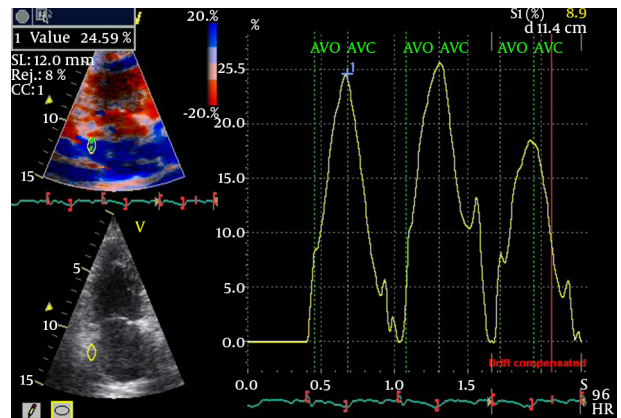 V
1 Value 24.59 %
SL: 12.0 mm
Rej.: 8 %
CC: 1
20. %
-20. %
10
15
V
5
10
15
% Si (%) 8.9
d 11.4 cm
AVO AVC AVO AVC AVO AVC
1
25.5
20.0
15.0
10.0
5.0
0.0
Drift compensated
0.0 0.5 1.0 1.5 S
96
HR